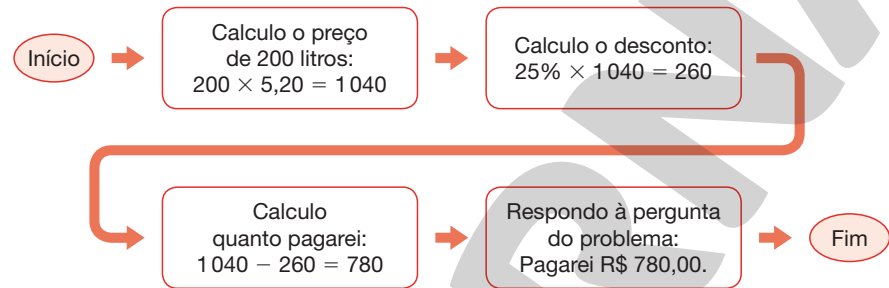 Início
Calculo o preço
de 200 litros:
200 × 5,20 = 1 040
Calculo o desconto:
25% × 1 040 = 260
Calculo
quanto pagarei:
1 040 − 260 = 780
Respondo à pergunta
do problema:
Pagarei R$ 780,00.
Fim